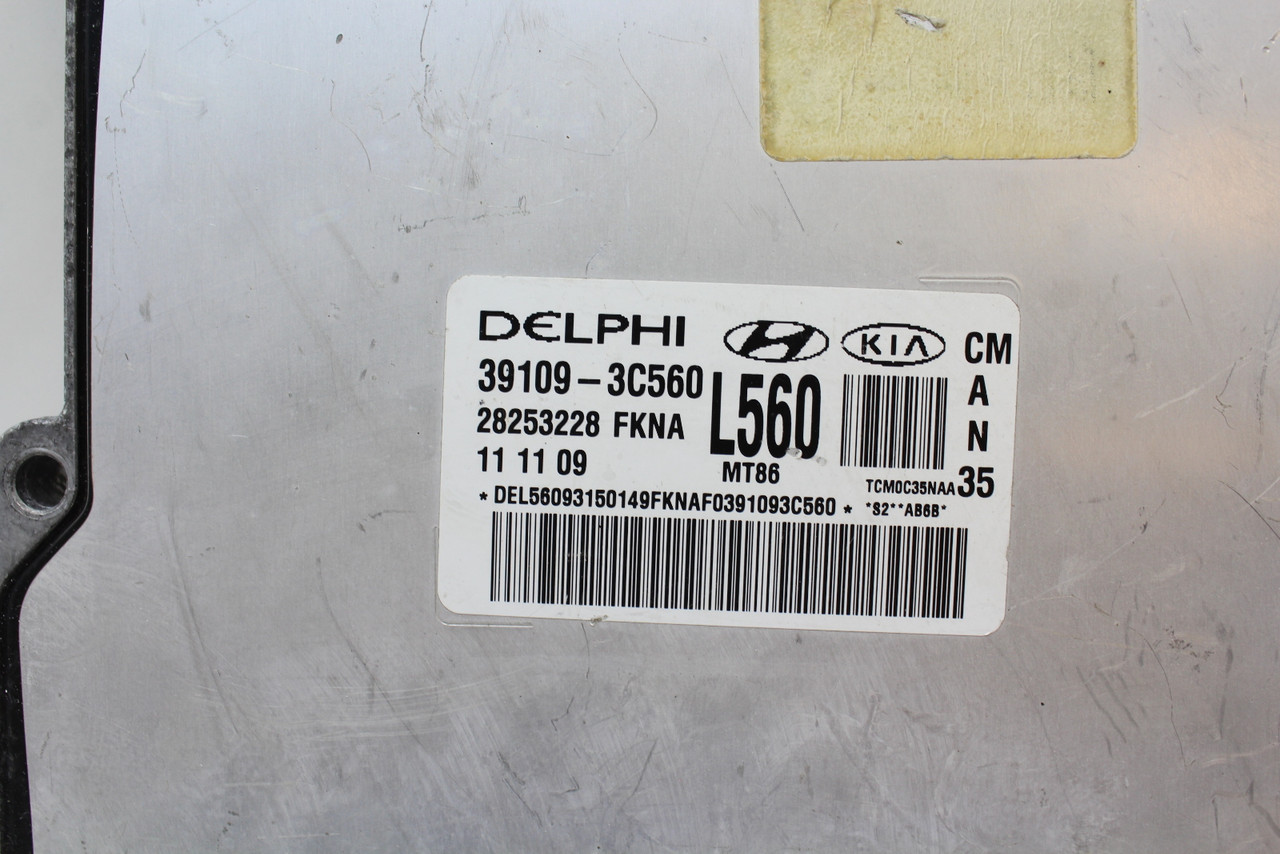 DELPHI KIA CM
39109-3C560 L560 A
28253228 FKNA N
11 11 09 MT86 TCM0C35NAA 35
*DEL56093150149FKNAF0391093C560* *S2**AB6B*